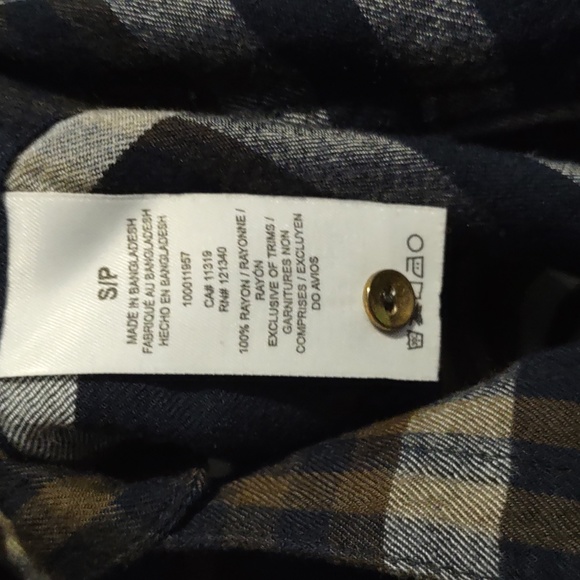 S/P
MADE IN BANGLADESH
FABRIQUÉ AU BANGLADESH
HECHO EN BANGLADESH
100011957
CA# 11319
RN# 121340
100% RAYON / RAYONNE /
RAYÓN
EXCLUSIVE OF TRIMS /
GARNITURES NON
COMPRISES / EXCLUYEN
DO AVIOS